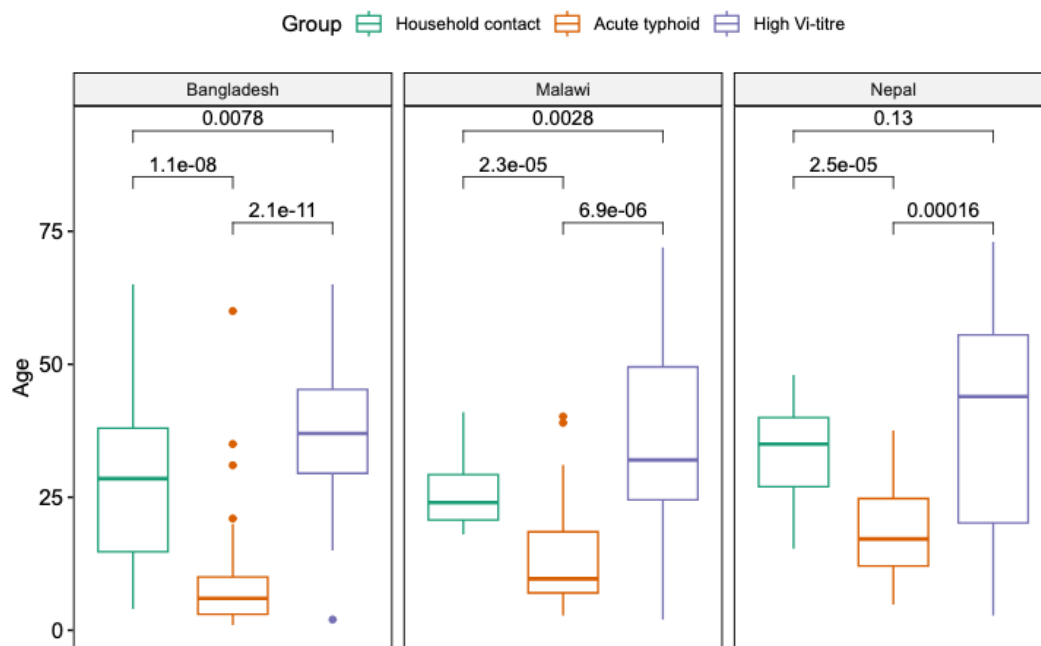 Group Household contact Acute typhoid High Vi-titre
Bangladesh Malawi Nepal
0.0078 0.0028 0.13
1.1e-08 2.3e-05 2.5e-05
2.1e-11 6.9e-06 0.00016
75
50
Age
25
0